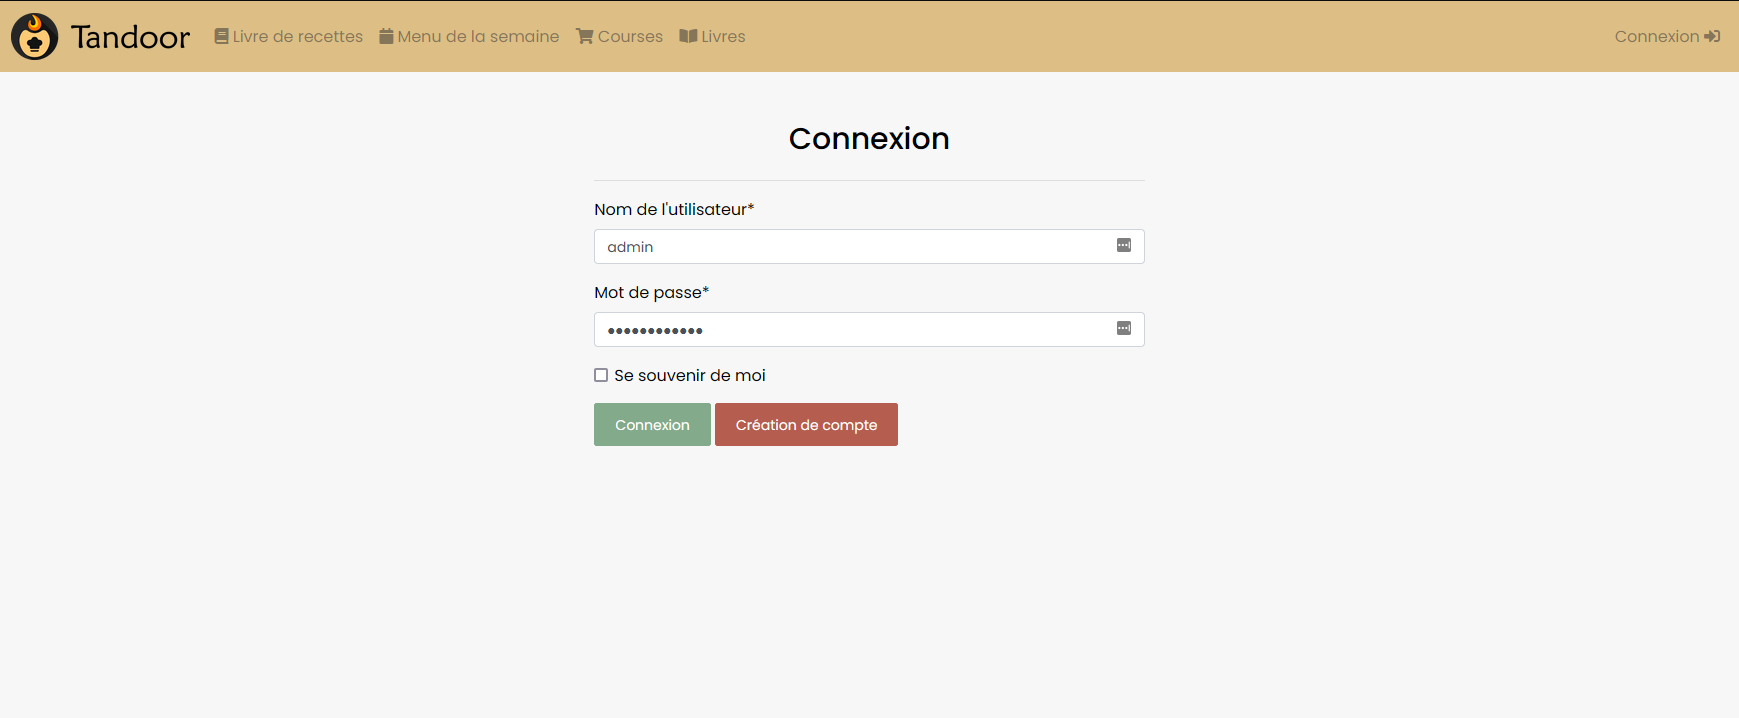 Tandoor Livre de recettes Menu de la semaine Courses Livres Connexion
Connexion
Nom de l'utilisateur*
admin
Mot de passe*
••••••••••••
Se souvenir de moi
Connexion Création de compte